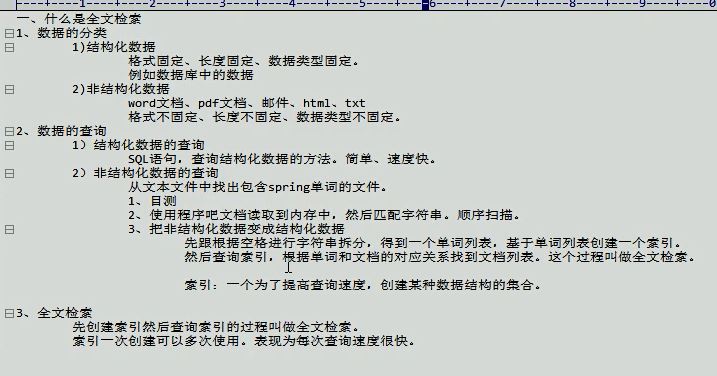 ----+----1----+----2----+----3----+----4----+----5----+----6----+----7----+----8----+----9----+----0
一、什么是全文检索
1、数据的分类
1)结构化数据
格式固定、长度固定、数据类型固定。
例如数据库中的数据
2)非结构化数据
word文档、pdf文档、邮件、html、txt
格式不固定、长度不固定、数据类型不固定。
2、数据的查询
1）结构化数据的查询
SQL语句，查询结构化数据的方法。简单、速度快。
2）非结构化数据的查询
从文本文件中找出包含spring单词的文件。
1、目测
2、使用程序吧文档读取到内存中，然后匹配字符串。顺序扫描。
3、把非结构化数据变成结构化数据
先跟根据空格进行字符串拆分，得到一个单词列表，基于单词列表创建一个索引。
然后查询索引，根据单词和文档的对应关系找到文档列表。这个过程叫做全文检索。
索引：一个为了提高查询速度，创建某种数据结构的集合。
3、全文检索
先创建索引然后查询索引的过程叫做全文检索。
索引一次创建可以多次使用。表现为每次查询速度很快。